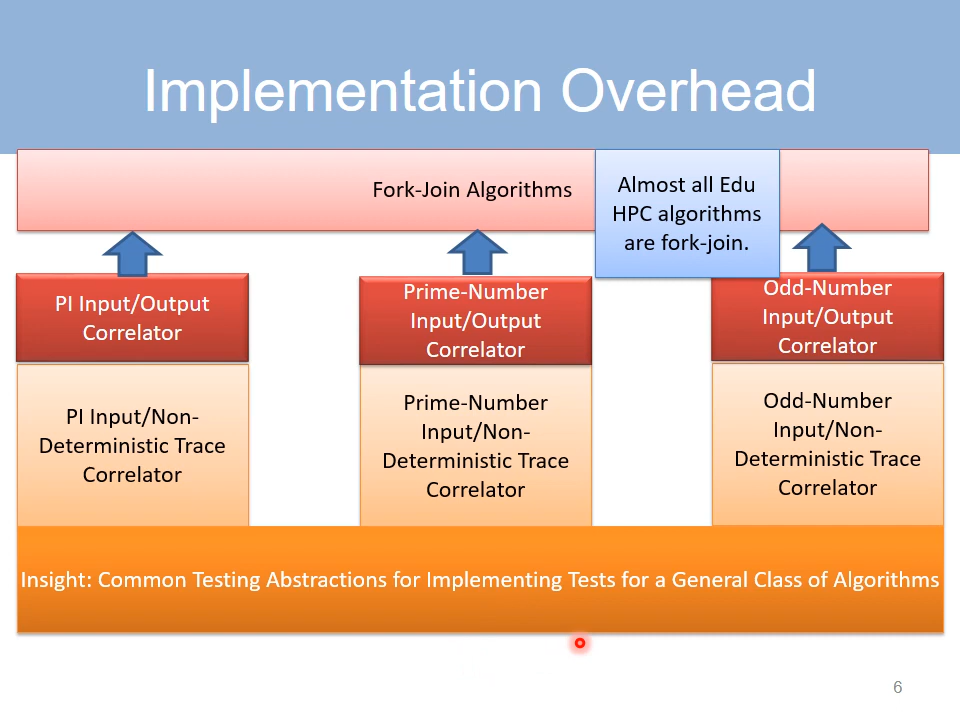 Implementation Overhead
Fork-Join Algorithms
Almost all Edu
HPC algorithms
are fork-join.
PI Input/Output
Correlator
Prime-Number
Input/Output
Correlator
Odd-Number
Input/Output
Correlator
PI Input/Non-
Deterministic Trace
Correlator
Prime-Number
Input/Non-
Deterministic Trace
Correlator
Odd-Number
Input/Non-
Deterministic Trace
Correlator
Insight: Common Testing Abstractions for Implementing Tests for a General Class of Algorithms
6